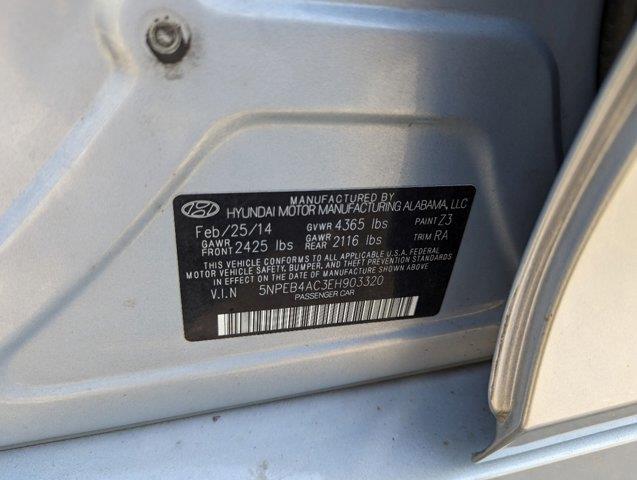 MANUFACTURED BY
HYUNDAI MOTOR MANUFACTURING ALABAMA, LLC
Feb/25/14 GVWR 4365 lbs PAINT Z3
GAWR FRONT 2425 lbs GAWR REAR 2116 lbs TRIM RA
THIS VEHICLE CONFORMS TO ALL APPLICABLE U.S.A. FEDERAL
MOTOR VEHICLE SAFETY, BUMPER, AND THEFT PREVENTION STANDARDS
IN EFFECT ON THE DATE OF MANUFACTURE SHOWN ABOVE.
V.I.N 5NPEB4AC3EH903320
PASSENGER CAR